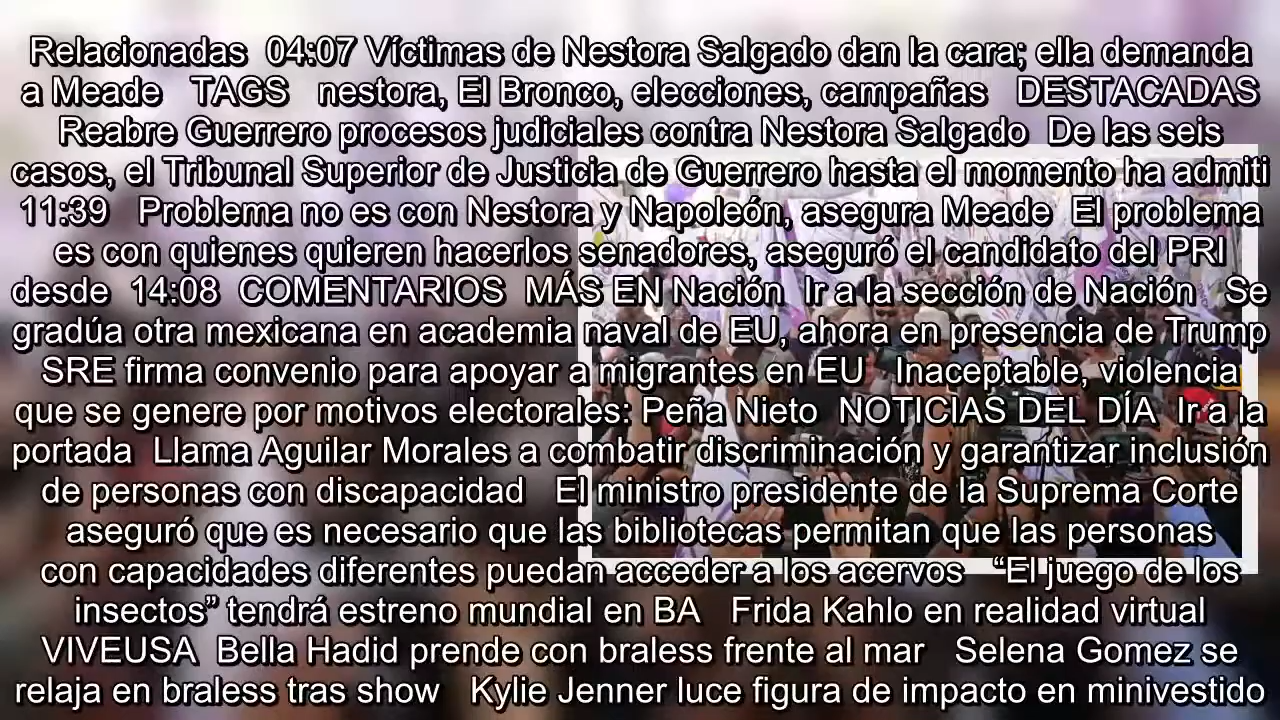 Relacionadas 04:07 Víctimas de Nestora Salgado dan la cara; ella demanda
a Meade TAGS nestora, El Bronco, elecciones, campañas DESTACADAS
Reabre Guerrero procesos judiciales contra Nestora Salgado De las seis
casos, el Tribunal Superior de Justicia de Guerrero hasta el momento ha admiti
11:39 Problema no es con Nestora y Napoleón, asegura Meade El problema
es con quienes quieren hacerlos senadores, aseguró el candidato del PRI
desde 14:08 COMENTARIOS MÁS EN Nación Ir a la sección de Nación Se
gradúa otra mexicana en academia naval de EU, ahora en presencia de Trump
SRE firma convenio para apoyar a migrantes en EU Inaceptable, violencia
que se genere por motivos electorales: Peña Nieto NOTICIAS DEL DÍA Ir a la
portada Llama Aguilar Morales a combatir discriminación y garantizar inclusión
de personas con discapacidad El ministro presidente de la Suprema Corte
aseguró que es necesario que las bibliotecas permitan que las personas
con capacidades diferentes puedan acceder a los acervos “El juego de los
insectos” tendrá estreno mundial en BA Frida Kahlo en realidad virtual
VIVEUSA Bella Hadid prende con braless frente al mar Selena Gomez se
relaja en braless tras show Kylie Jenner luce figura de impacto en minivestido